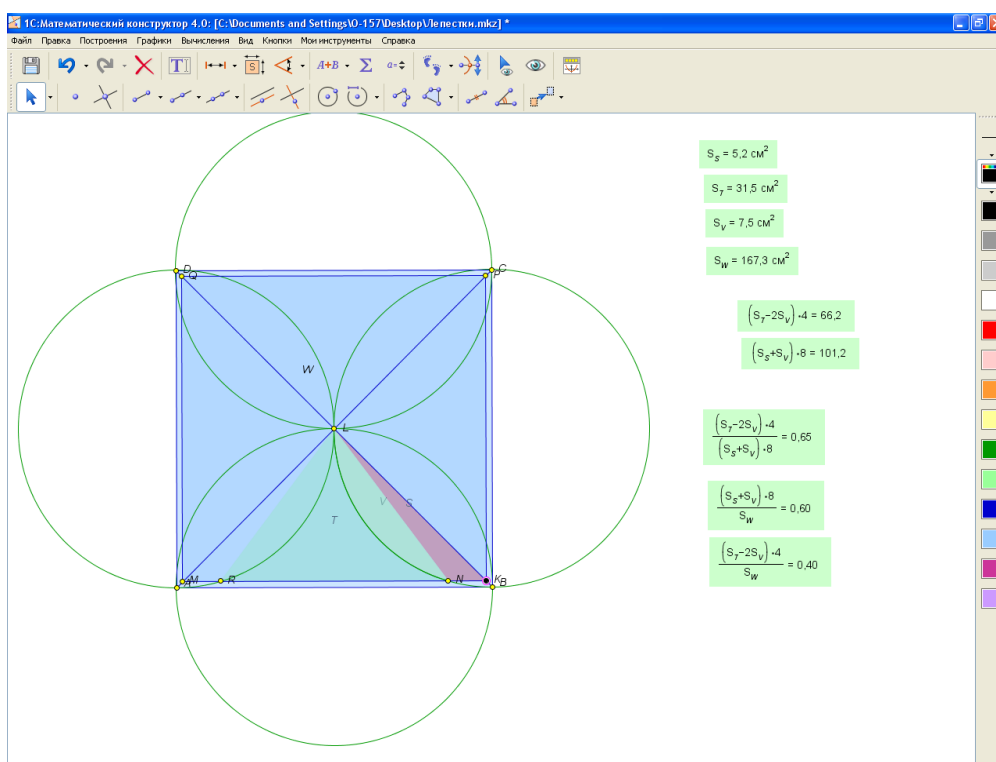 1С:Математический конструктор 4.0: [C:\Documents and Settings\O-157\Desktop\Лепестки.mkz] *
Файл Правка Построения Графики Вычисления Вид Кнопки Мои инструменты Справка
T
S
A+B
Σ
a=
S_S = 5,2 см²
S_T = 31,5 см²
S_V = 7,5 см²
S_W = 167,3 см²
D
Q
C
P
(S_T-2S_V)·4 = 66,2
(S_S+S_V)·8 = 101,2
W
L
(S_T-2S_V)·4
(S_S+S_V)·8 = 0,65
V
S
T
(S_S+S_V)·8
S_W = 0,60
(S_T-2S_V)·4
S_W = 0,40
M
R
N
K
B